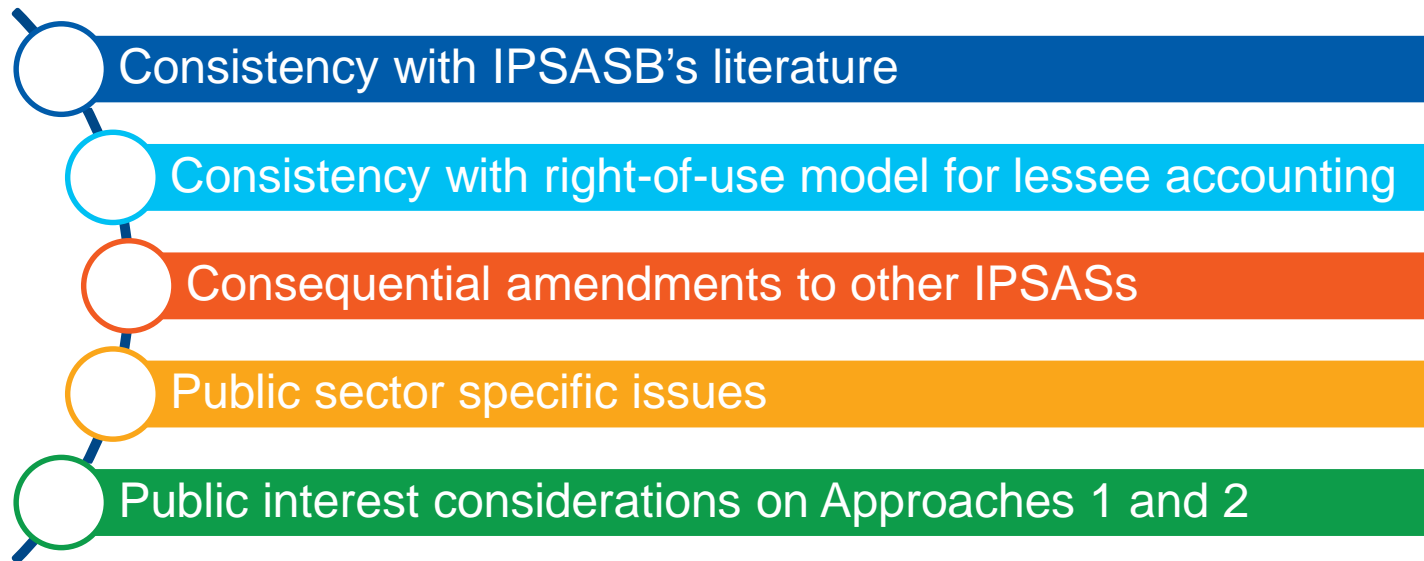 Consistency with IPSASB’s literature
Consistency with right-of-use model for lessee accounting
Consequential amendments to other IPSASs
Public sector specific issues
Public interest considerations on Approaches 1 and 2